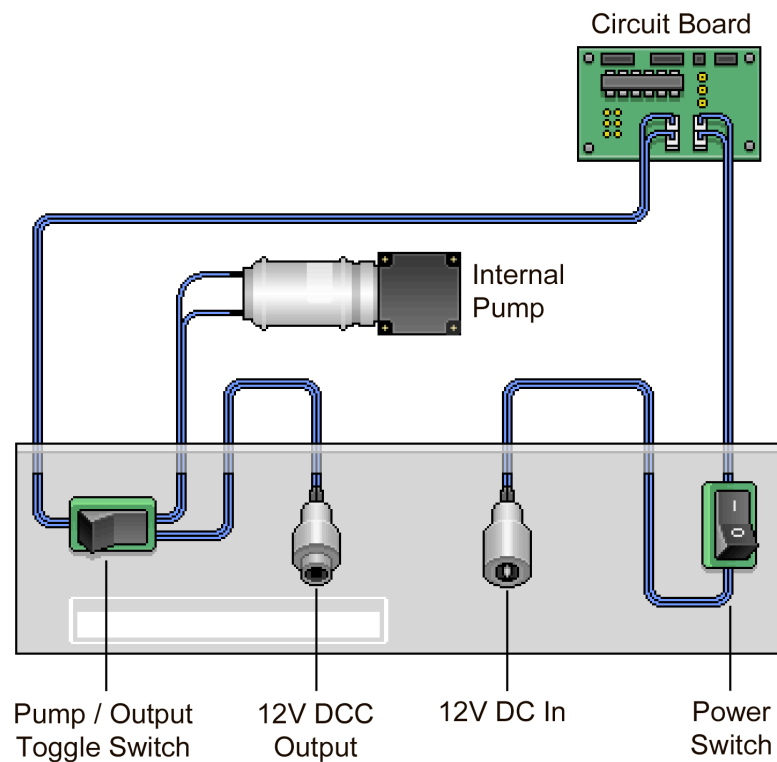 Circuit Board
Internal
Pump
I
O
Pump / Output
Toggle Switch
12V DCC
Output
12V DC In
Power
Switch